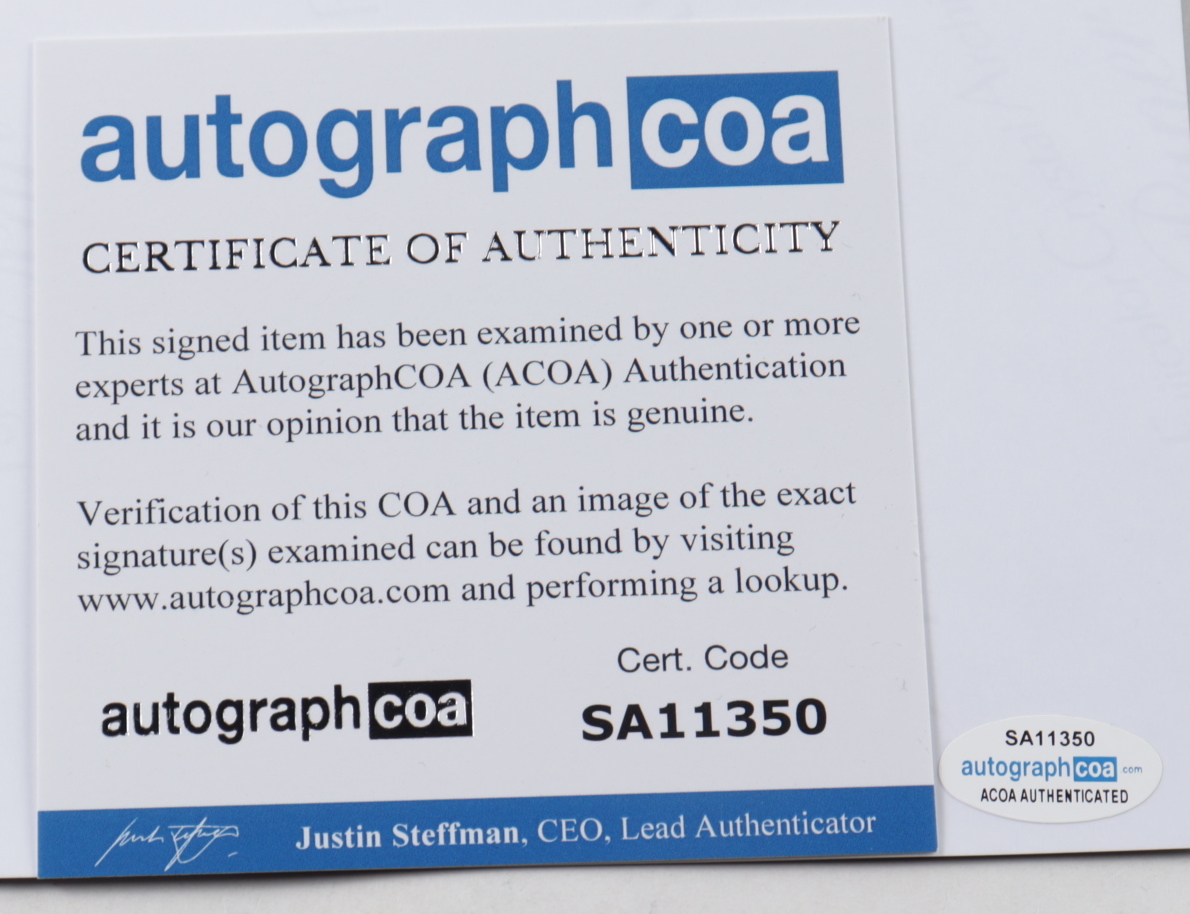 autographcoa
CERTIFICATE OF AUTHENTICITY
This signed item has been examined by one or more
experts at AutographCOA (ACOA) Authentication
and it is our opinion that the item is genuine.
Verification of this COA and an image of the exact
signature(s) examined can be found by visiting
www.autographcoa.com and performing a lookup.
Cert. Code
autographcoa
SA11350
Justin Steffman, CEO, Lead Authenticator
SA11350
autographcoa.com
ACOA AUTHENTICATED